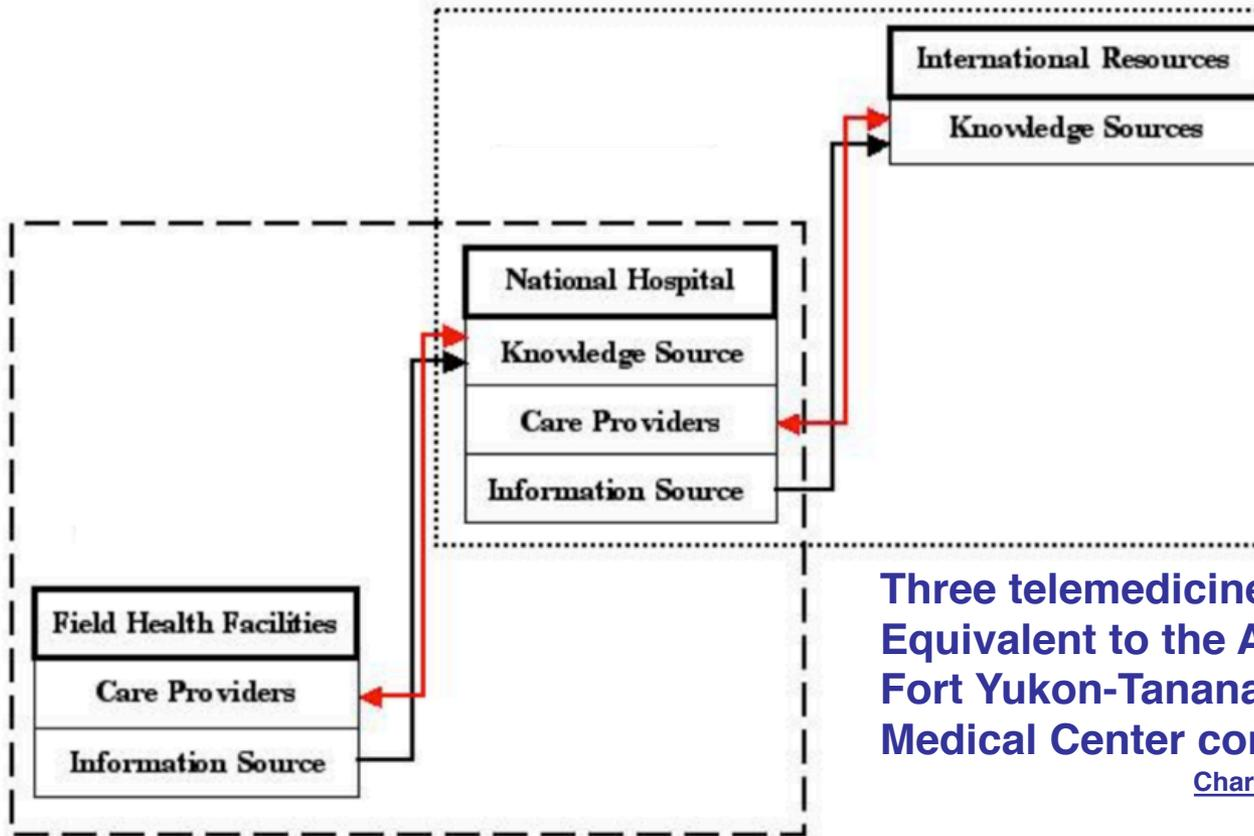 International Resources
Knowledge Sources
National Hospital
Knowledge Source
Care Providers
Information Source
Field Health Facilities
Care Providers
Information Source
Three telemedicine
Equivalent to the A
Fort Yukon-Tanana
Medical Center co
Char